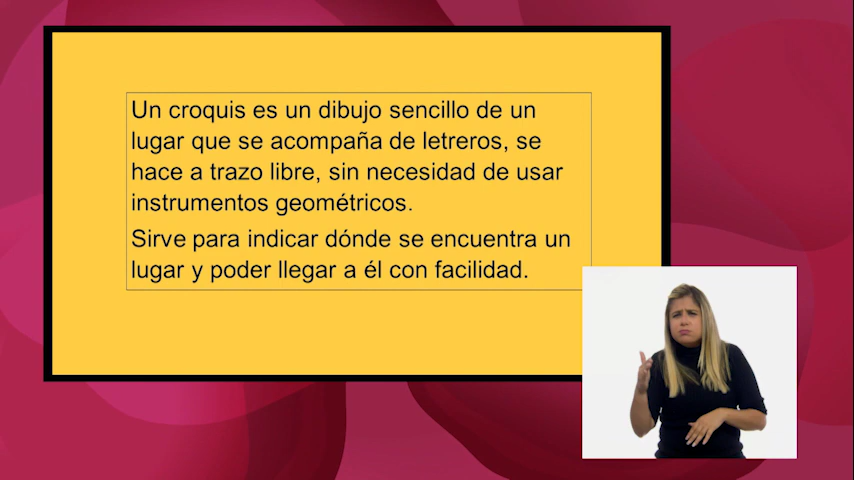 Un croquis es un dibujo sencillo de un
lugar que se acompaña de letreros, se
hace a trazo libre, sin necesidad de usar
instrumentos geométricos.
Sirve para indicar dónde se encuentra un
lugar y poder llegar a él con facilidad.